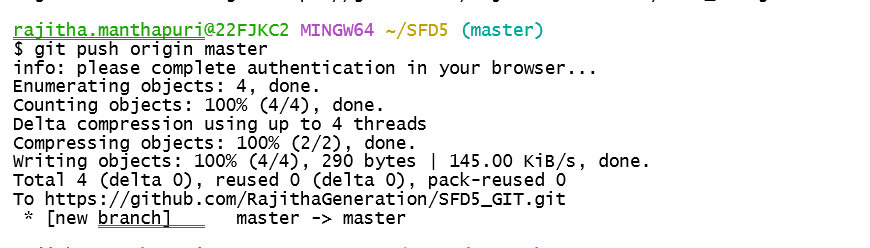 rajitha.manthapuri@22FJKC2 MINGW64 ~/SFD5 (master)
$ git push origin master
info: please complete authentication in your browser...
Enumerating objects: 4, done.
Counting objects: 100% (4/4), done.
Delta compression using up to 4 threads
Compressing objects: 100% (2/2), done.
Writing objects: 100% (4/4), 290 bytes | 145.00 KiB/s, done.
Total 4 (delta 0), reused 0 (delta 0), pack-reused 0
To https://github.com/RajithaGeneration/SFD5_GIT.git
 * [new branch]      master -> master